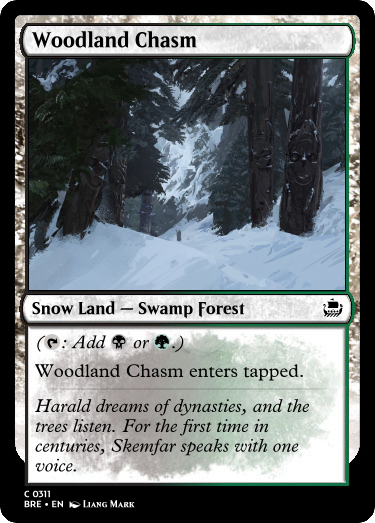 Woodland Chasm
Snow Land — Swamp Forest
(: Add or .)
Woodland Chasm enters tapped.
Harald dreams of dynasties, and the
trees listen. For the first time in
centuries, Skemfar speaks with one
voice.
C 0311
BRE • EN Liang Mark